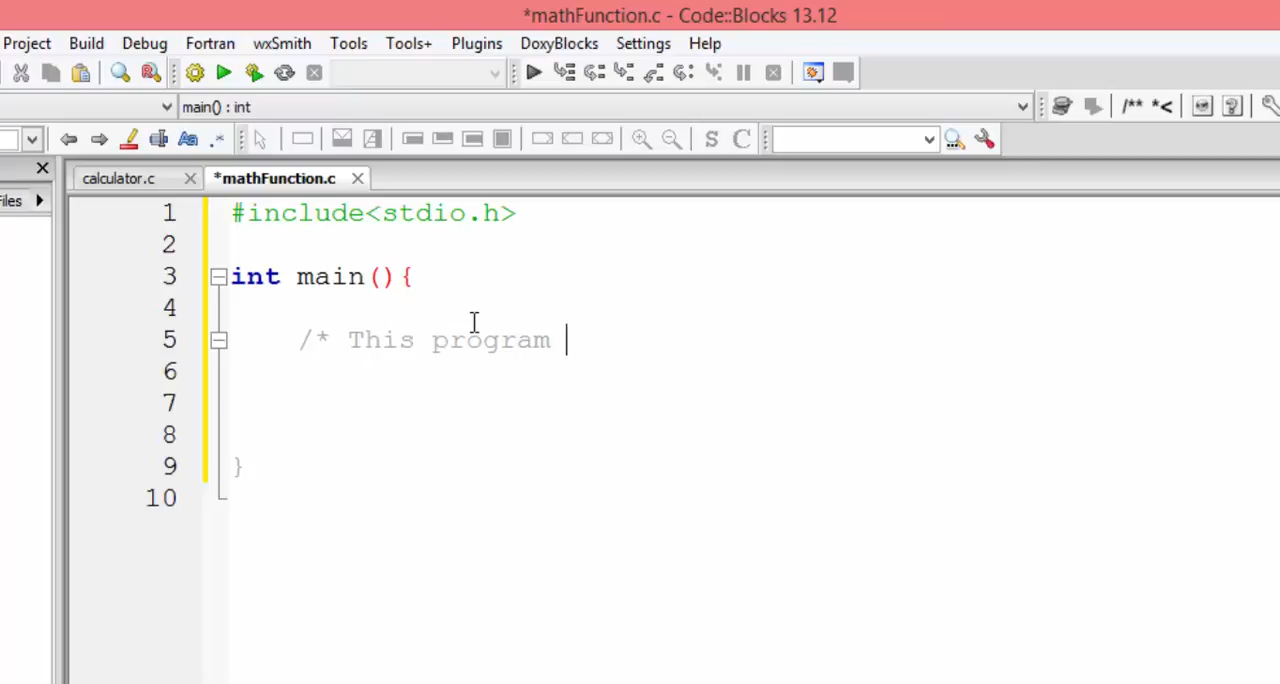 *mathFunction.c - Code::Blocks 13.12
Project Build Debug Fortran wxSmith Tools Tools+ Plugins DoxyBlocks Settings Help
main() : int /** *<
Aa .* S C
calculator.c *mathFunction.c
Files
1 #include<stdio.h>
2
3 int main(){
4
5 /* This program
6
7
8
9 }
10